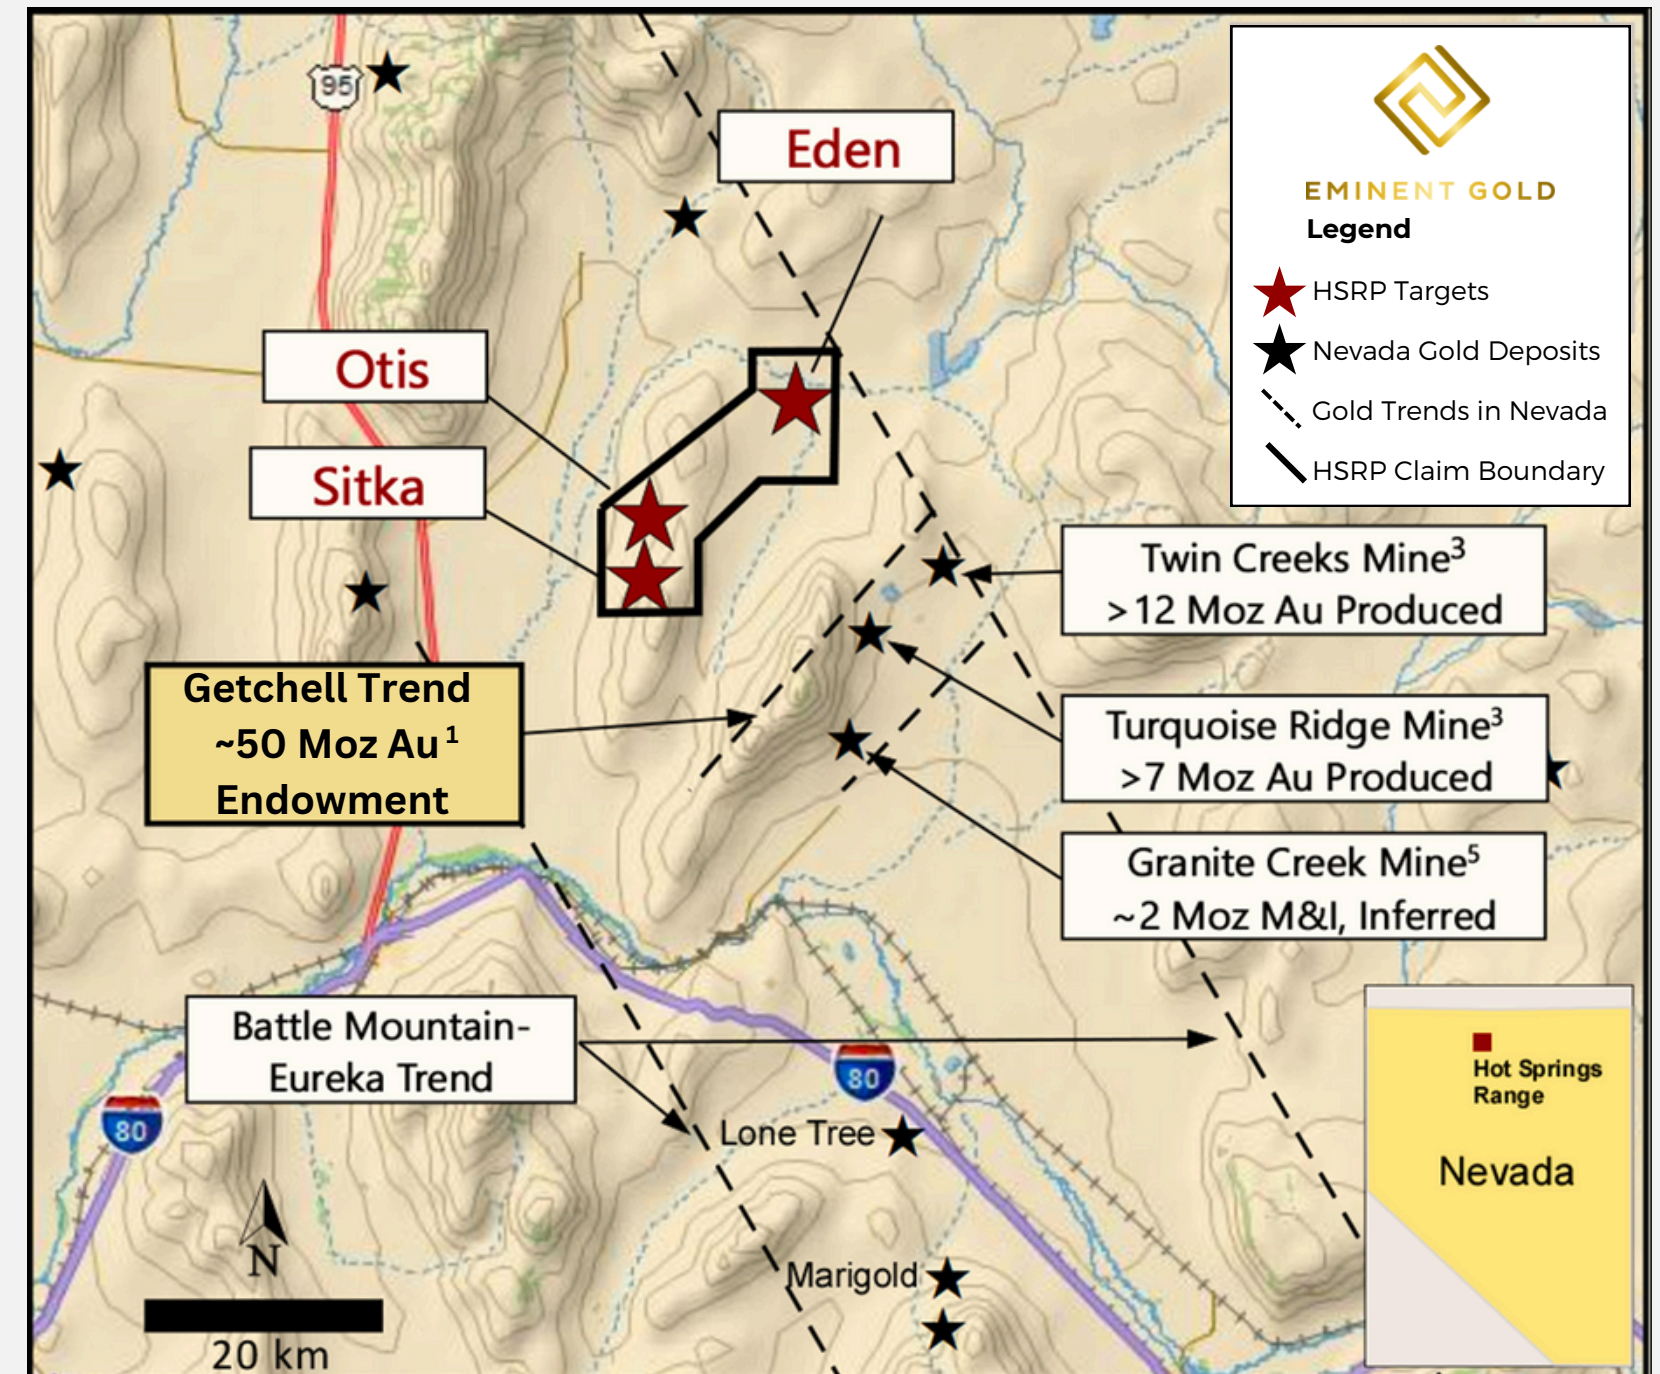 95
Eden
EMINENT GOLD
Legend
HSRP Targets
Nevada Gold Deposits
Gold Trends in Nevada
HSRP Claim Boundary
Otis
Sitka
Twin Creeks Mine³
>12 Moz Au Produced
Getchell Trend
~50 Moz Au¹
Endowment
Turquoise Ridge Mine³
>7 Moz Au Produced
Granite Creek Mine⁵
~2 Moz M&I, Inferred
Battle Mountain-
Eureka Trend
80
80
Lone Tree
Marigold
N
20 km
Hot Springs
Range
Nevada